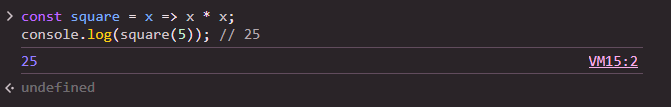 > const square = x => x * x;
console.log(square(5)); // 25
25 VM15:2
<· undefined